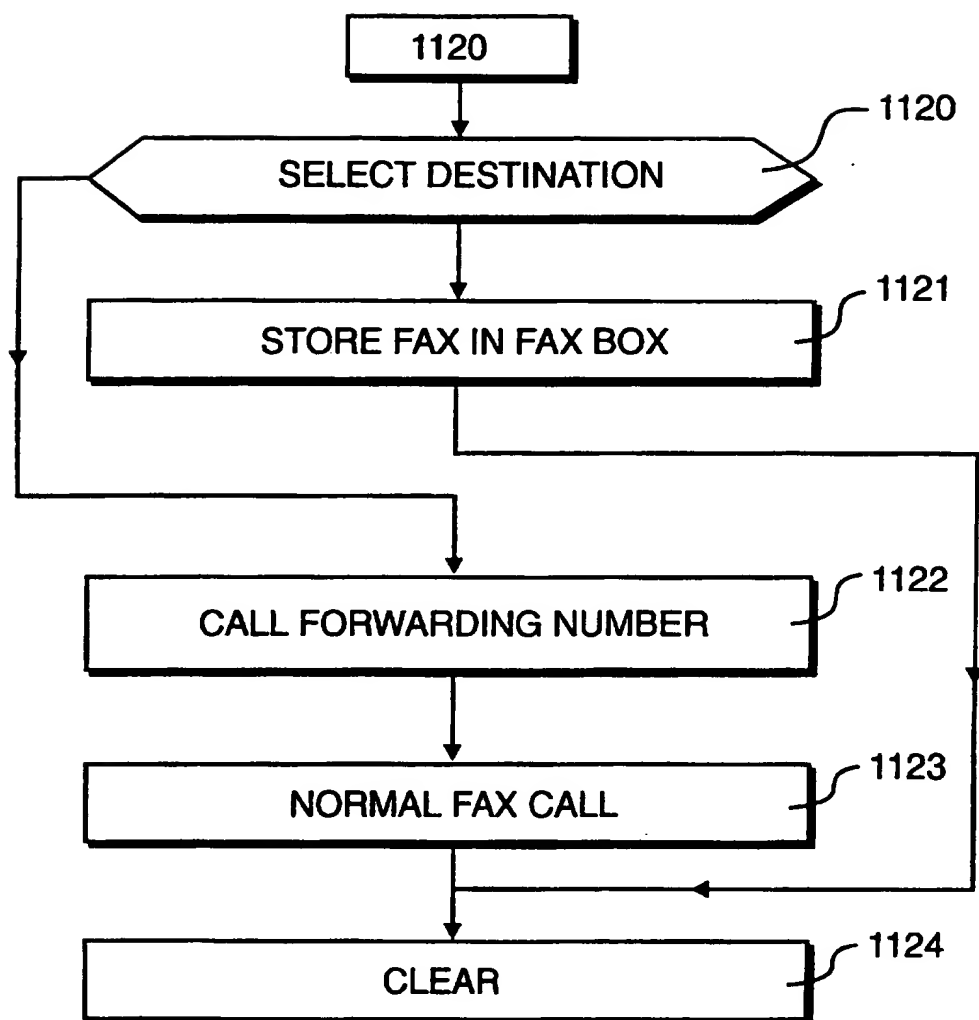 1120
1120
SELECT DESTINATION
1121
STORE FAX IN FAX BOX
1122
CALL FORWARDING NUMBER
1123
NORMAL FAX CALL
1124
CLEAR